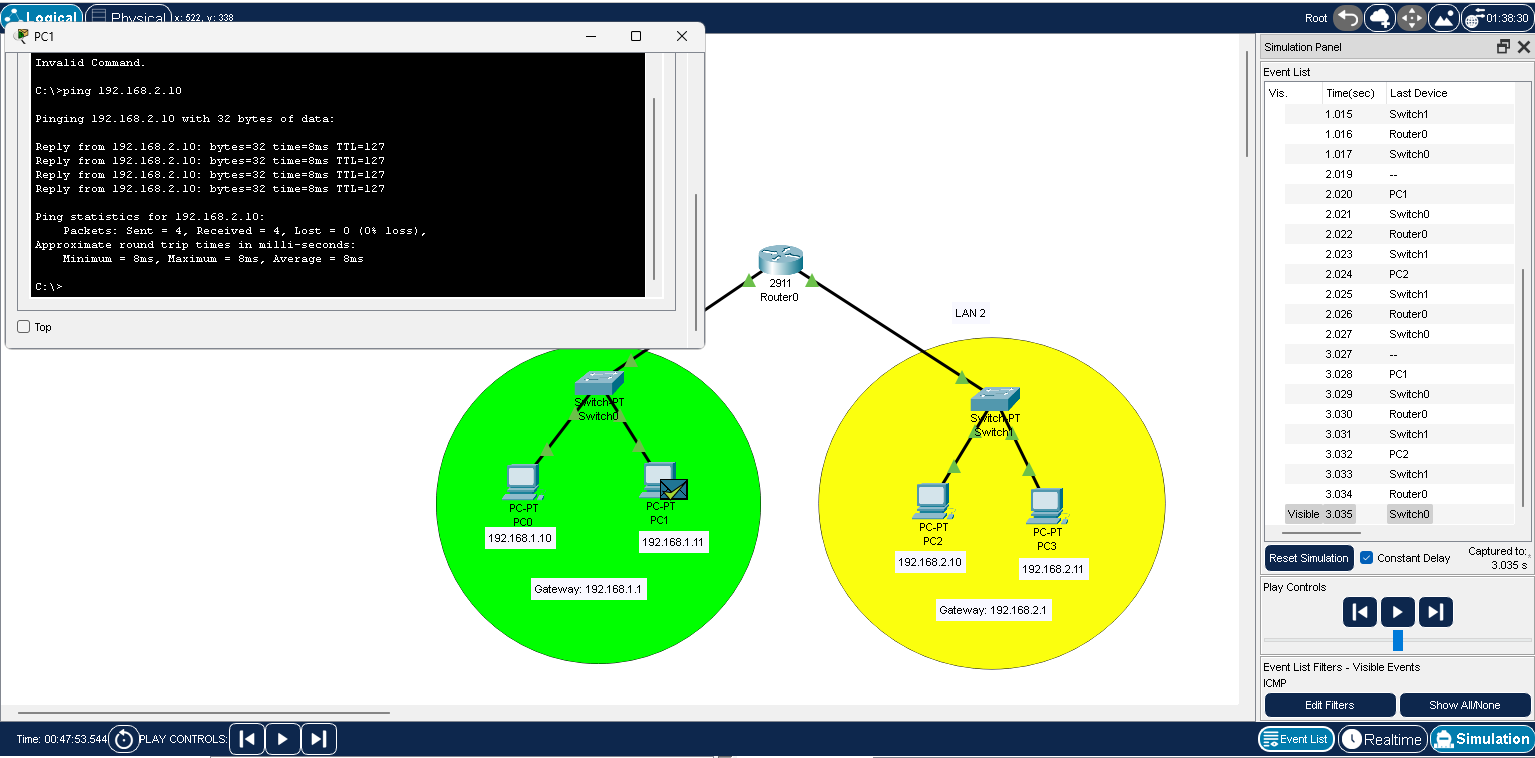 Logical
Physical
x: 522, y: 338
Root
01:38:30
PC1
Invalid Command.
C:\>ping 192.168.2.10
Pinging 192.168.2.10 with 32 bytes of data:
Reply from 192.168.2.10: bytes=32 time=8ms TTL=127
Reply from 192.168.2.10: bytes=32 time=8ms TTL=127
Reply from 192.168.2.10: bytes=32 time=8ms TTL=127
Reply from 192.168.2.10: bytes=32 time=8ms TTL=127
Ping statistics for 192.168.2.10:
Packets: Sent = 4, Received = 4, Lost = 0 (0% loss),
Approximate round trip times in milli-seconds:
Minimum = 8ms, Maximum = 8ms, Average = 8ms
C:\>
Top
2911
Router0
LAN 2
Switch-PT
Switch0
Switch-PT
Switch1
PC-PT
PC0
192.168.1.10
PC-PT
PC1
192.168.1.11
Gateway: 192.168.1.1
PC-PT
PC2
192.168.2.10
PC-PT
PC3
192.168.2.11
Gateway: 192.168.2.1
Simulation Panel
Event List
Vis. Time(sec) Last Device
1.015 Switch1
1.016 Router0
1.017 Switch0
2.019 --
2.020 PC1
2.021 Switch0
2.022 Router0
2.023 Switch1
2.024 PC2
2.025 Switch1
2.026 Router0
2.027 Switch0
3.027 --
3.028 PC1
3.029 Switch0
3.030 Router0
3.031 Switch1
3.032 PC2
3.033 Switch1
3.034 Router0
Visible 3.035 Switch0
Reset Simulation
Constant Delay
Captured to:
3.035 s
Play Controls
Event List Filters - Visible Events
ICMP
Edit Filters
Show All/None
Time: 00:47:53.544
PLAY CONTROLS:
Event List
Realtime
Simulation